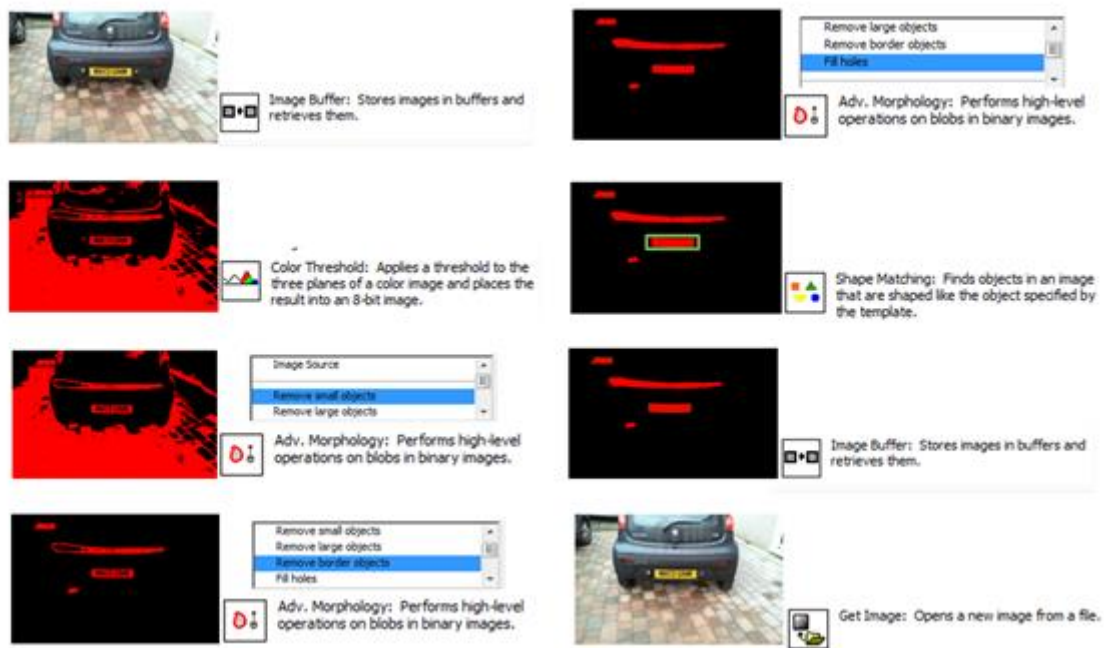 Image Buffer: Stores images in buffers and
retrieves them.
Color Threshold: Applies a threshold to the
three planes of a color image and places the
result into an 8-bit image.
Image Source
Remove small objects
Remove large objects
Adv. Morphology: Performs high-level
operations on blobs in binary images.
Remove small objects
Remove large objects
Remove border objects
Fill holes
Adv. Morphology: Performs high-level
operations on blobs in binary images.
Remove large objects
Remove border objects
Fill holes
Adv. Morphology: Performs high-level
operations on blobs in binary images.
Shape Matching: Finds objects in an image
that are shaped like the object specified by
the template.
Image Buffer: Stores images in buffers and
retrieves them.
Get Image: Opens a new image from a file.